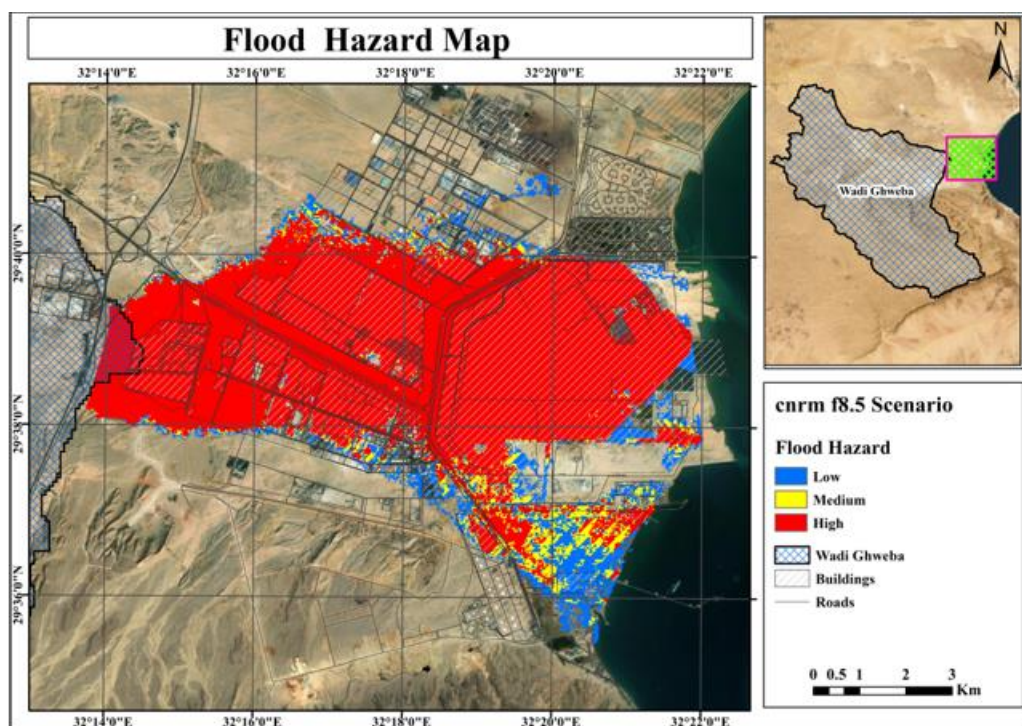 Flood Hazard Map
32°14'0"E 32°16'0"E 32°18'0"E 32°20'0"E 32°22'0"E
29°40'0"N
29°38'0"N
29°36'0"N
32°14'0"E 32°16'0"E 32°18'0"E 32°20'0"E 32°22'0"E
N
Wadi Ghweba
cnrm f8.5 Scenario
Flood Hazard
Low
Medium
High
Wadi Ghweba
Buildings
Roads
0 0.5 1 2 3
Km